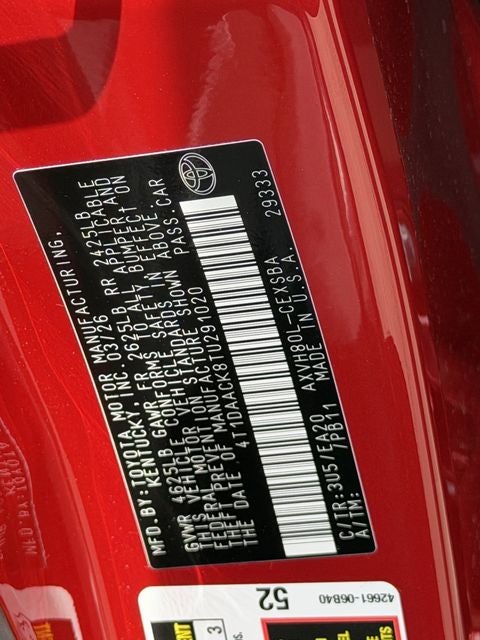 MFD.BY:TOYOTA MOTOR MANUFACTURING,
KENTUCKY, INC. 03/26
GVWR 4625LB GAWR FR 2625LB RR 2425LB
THIS VEHICLE CONFORMS TO ALL APPLICABLE
FEDERAL MOTOR VEHICLE SAFETY, BUMPER AND
THEFT PREVENTION STANDARDS IN EFFECT ON
THE DATE OF MANUFACTURE SHOWN ABOVE.
4T1DAACK8TU291020 PASS.CAR
C/TR:3U5/EA20 AXVH80L-CEXSBA
A/TM: /PB11 MADE IN U.S.A. 29333
52
42661-06B40
3